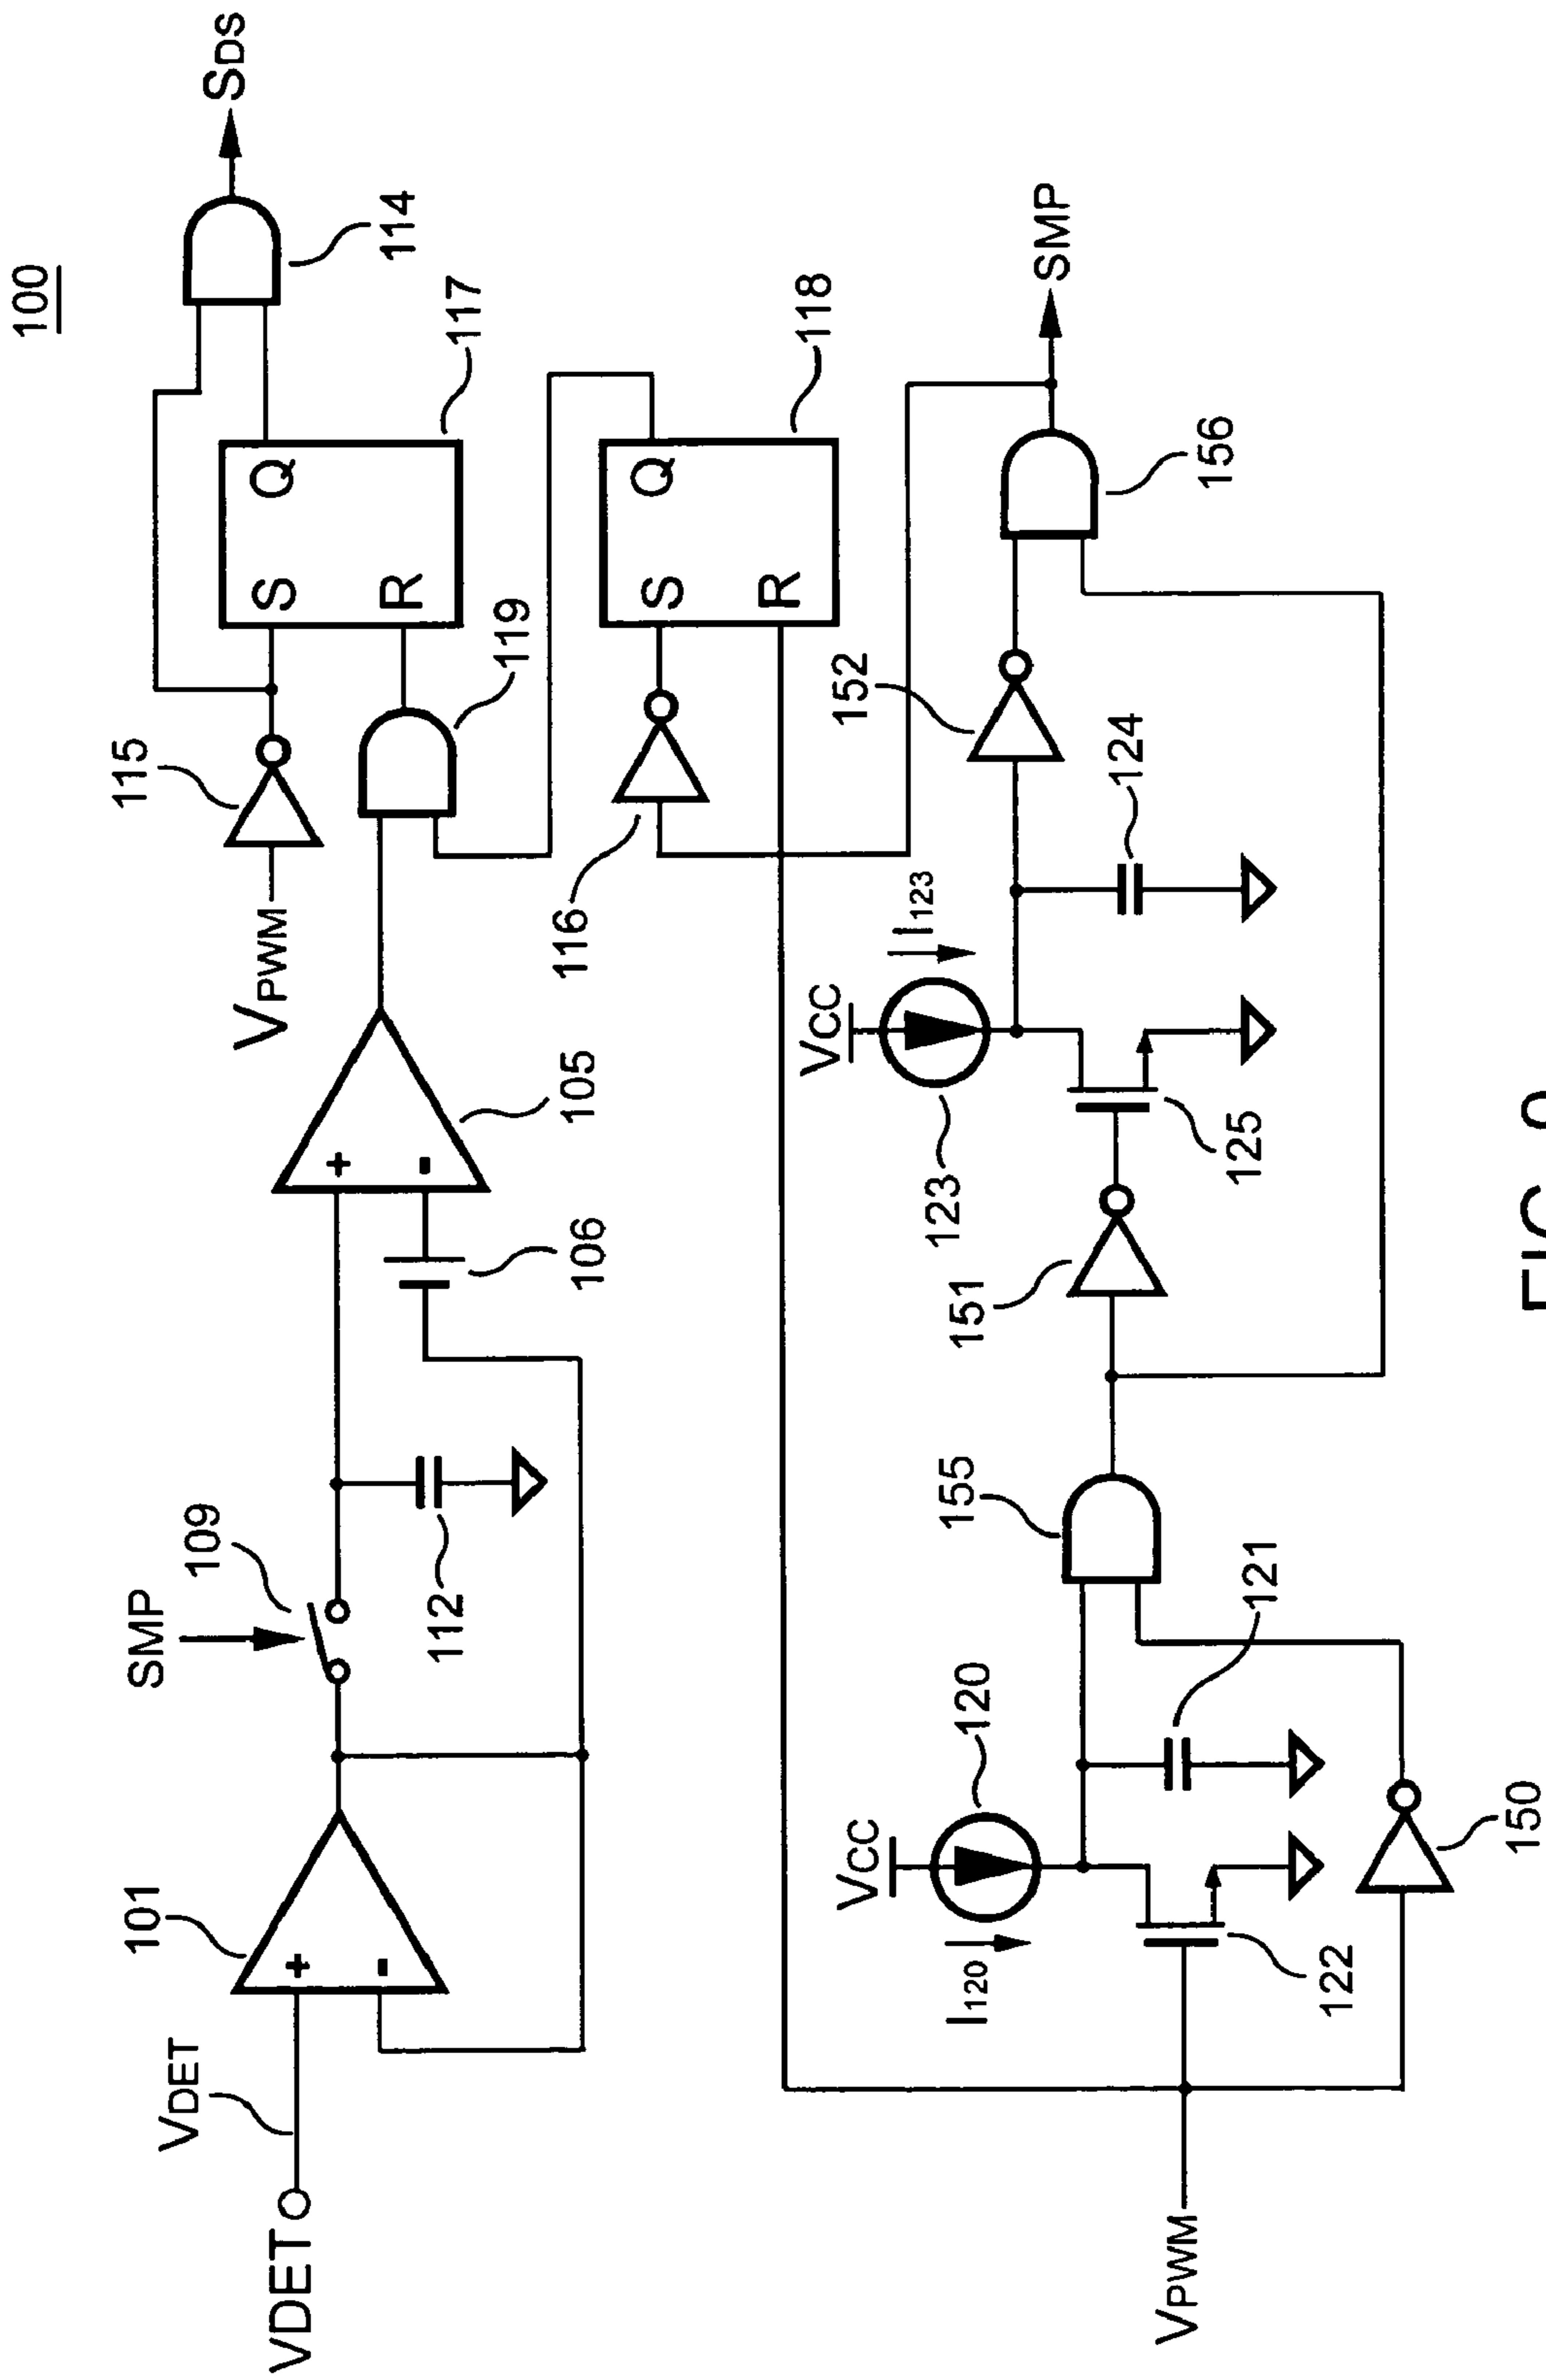 100
VDET
VDET
101
SMP
109
112
106
105
+
-
+
-
VPWM
115
119
S
R
Q
117
114
SDS
116
S
R
Q
118
VPWM
122
I120
VCC
120
121
150
155
151
125
123
VCC
I123
124
152
156
SMP